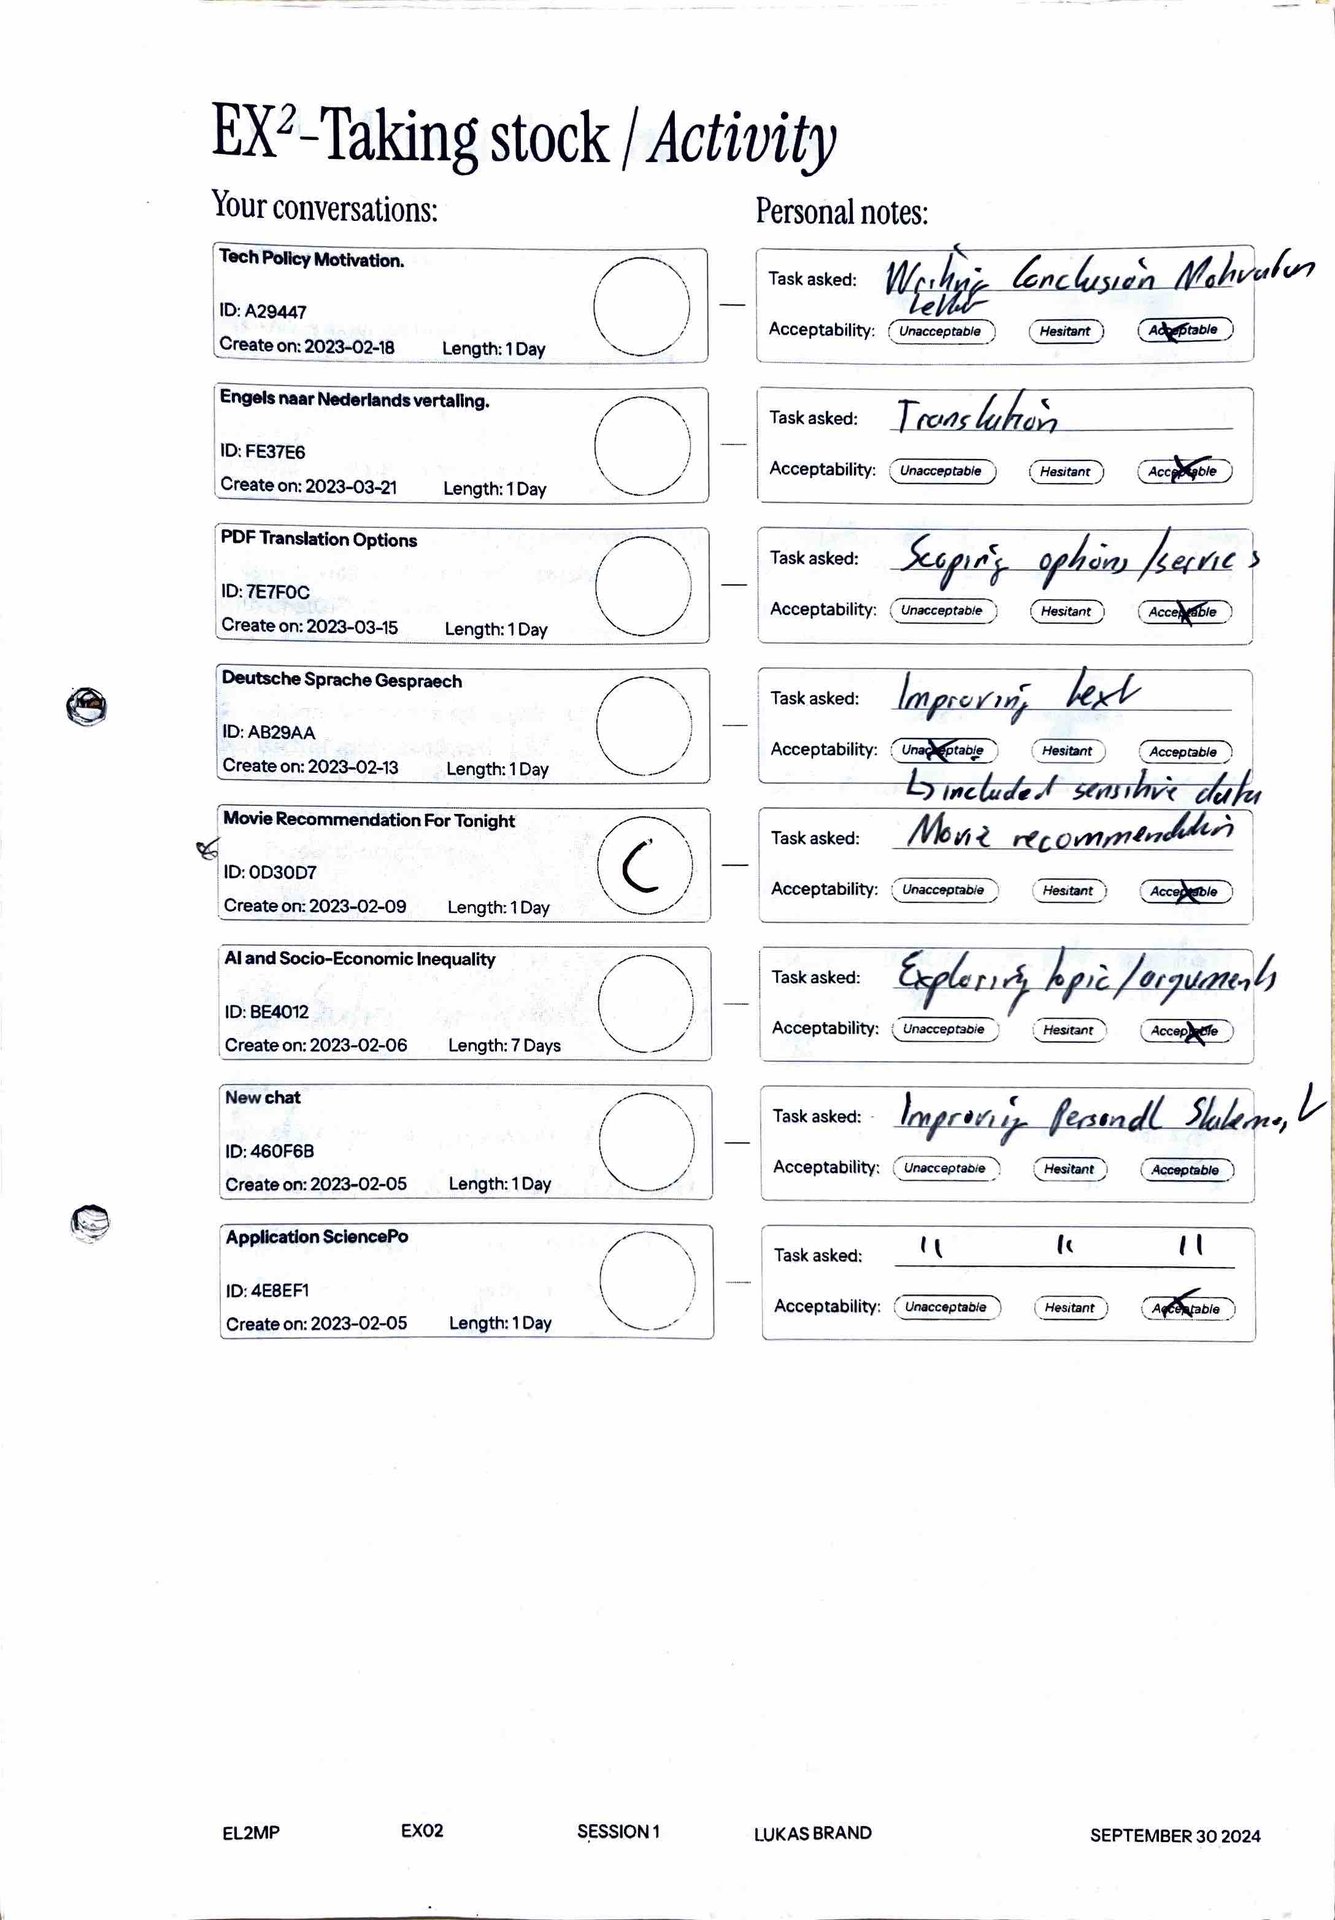 EX²-Taking stock / Activity
Your conversations:
Personal notes:
Tech Policy Motivation.
ID: A29447
Create on: 2023-02-18 Length: 1 Day
Task asked: Writing Conclusion Motivation
Letter
Acceptability: Unacceptable Hesitant Acceptable
Engels naar Nederlands vertaling.
ID: FE37E6
Create on: 2023-03-21 Length: 1 Day
Task asked: Translation
Acceptability: Unacceptable Hesitant Acceptable
PDF Translation Options
ID: 7E7F0C
Create on: 2023-03-15 Length: 1 Day
Task asked: Scoping options/services
Acceptability: Unacceptable Hesitant Acceptable
Deutsche Sprache Gespraech
ID: AB29AA
Create on: 2023-02-13 Length: 1 Day
Task asked: Improving text
Acceptability: Unacceptable Hesitant Acceptable
↳ included sensitive data
Movie Recommendation For Tonight
ID: 0D30D7
Create on: 2023-02-09 Length: 1 Day
C
Task asked: Movie recommendation
Acceptability: Unacceptable Hesitant Acceptable
AI and Socio-Economic Inequality
ID: BE4012
Create on: 2023-02-06 Length: 7 Days
Task asked: Exploring topic/arguments
Acceptability: Unacceptable Hesitant Acceptable
New chat
ID: 460F6B
Create on: 2023-02-05 Length: 1 Day
Task asked: Improving Personal Statement
Acceptability: Unacceptable Hesitant Acceptable
Application SciencePo
ID: 4E8EF1
Create on: 2023-02-05 Length: 1 Day
Task asked: " " "
Acceptability: Unacceptable Hesitant Acceptable
EL2MP EX02 SESSION 1 LUKAS BRAND SEPTEMBER 30 2024